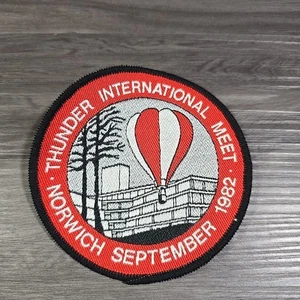 · THUNDER INTERNATIONAL MEET ·
NORWICH SEPTEMBER 1982